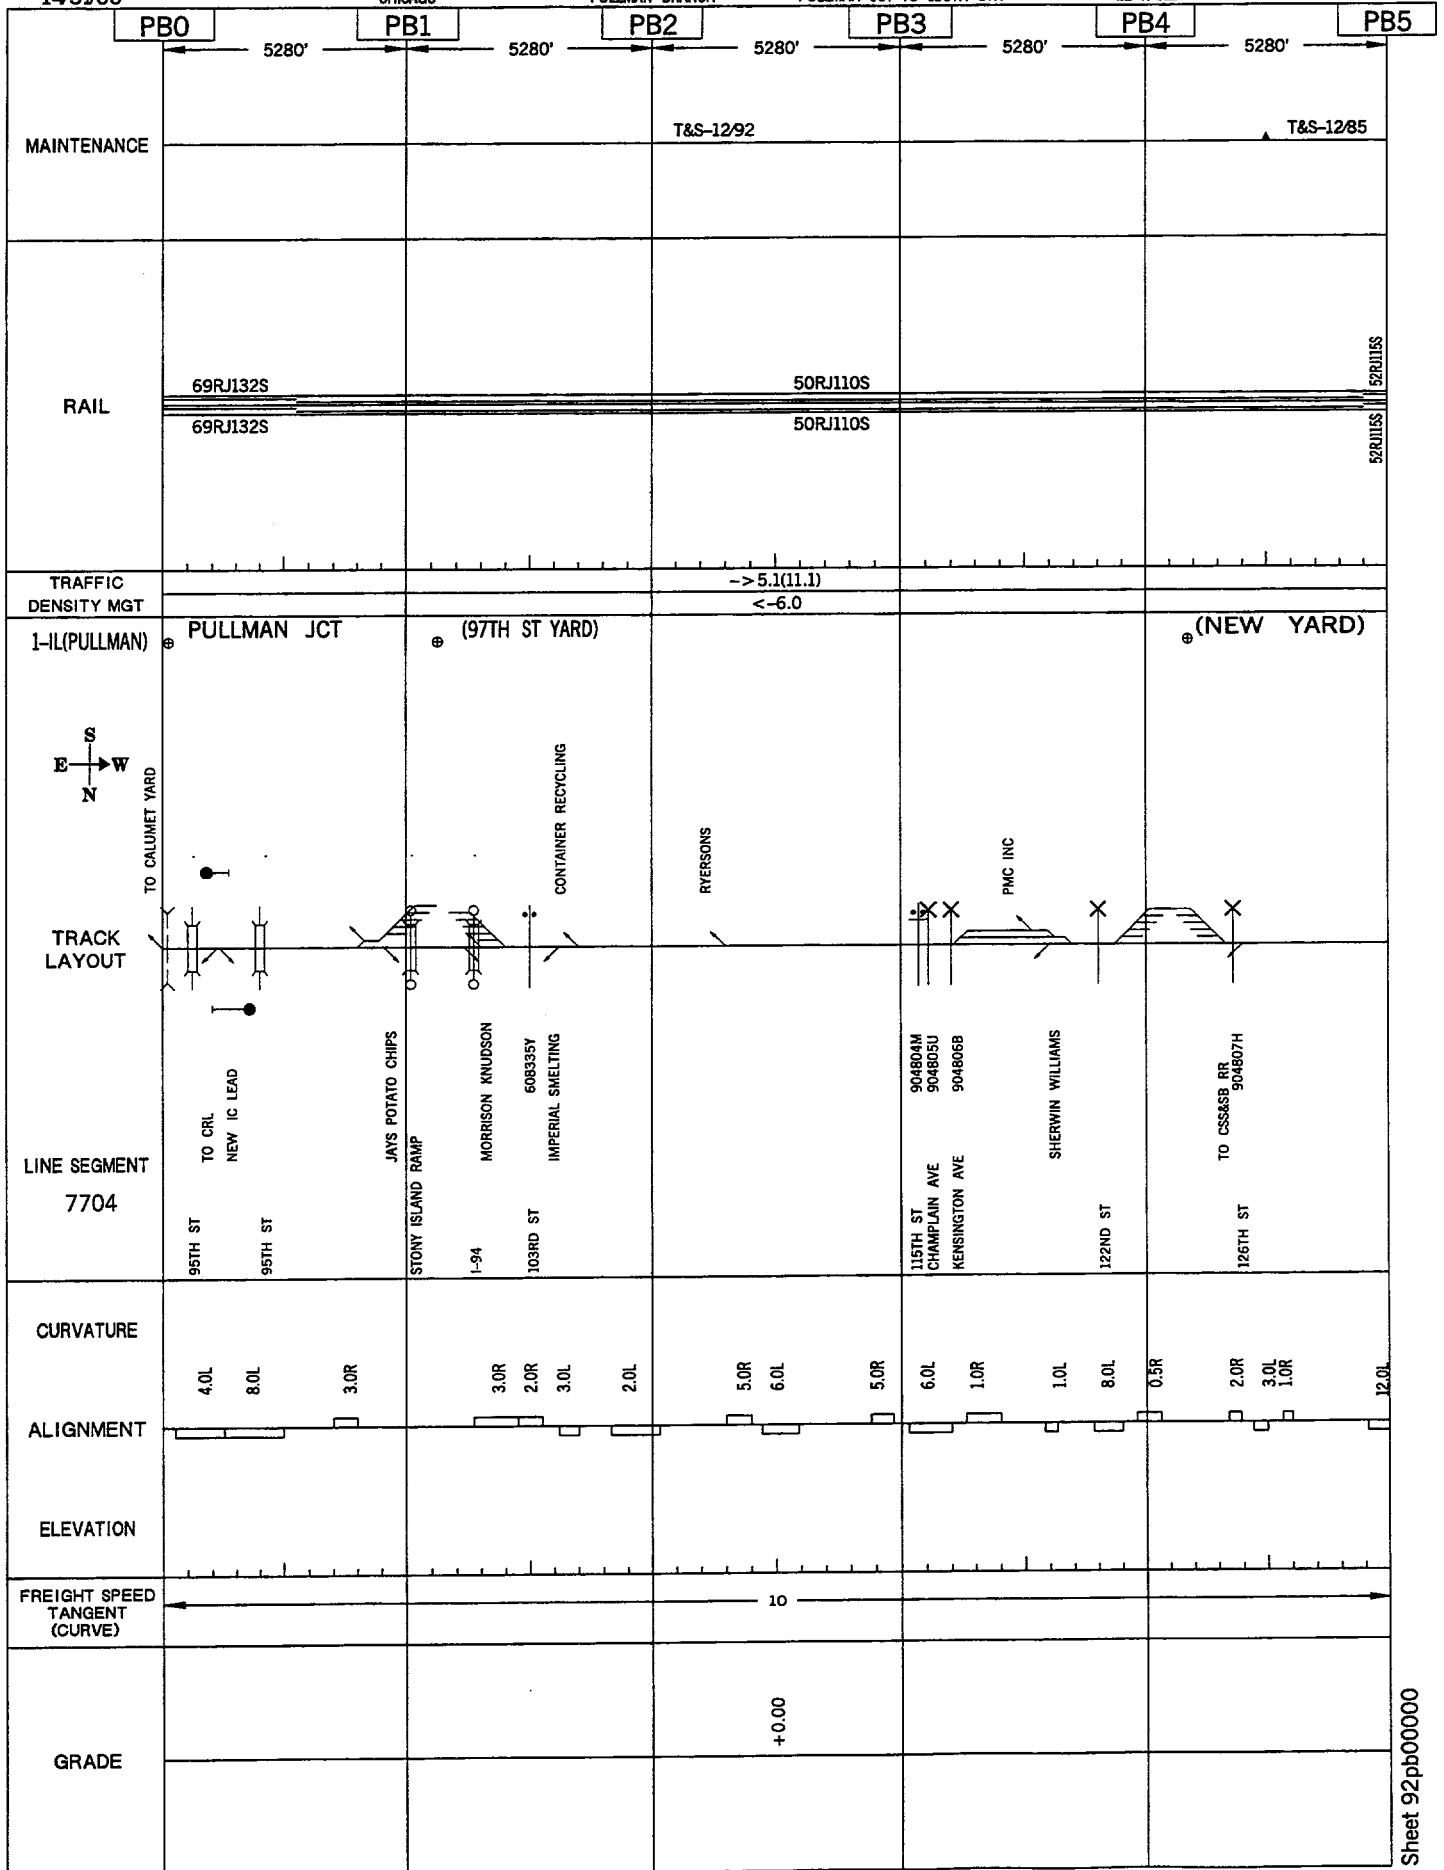 PB0 PB1 PB2 PB3 PB4 PB5
5280' 5280' 5280' 5280' 5280'
MAINTENANCE
T&S-12/92 T&S-12/85
RAIL
69RJ132S 50RJ110S 52RJ115S
69RJ132S 50RJ110S 52RJ115S
TRAFFIC
DENSITY MGT
->5.1(11.1)
<-6.0
1-IL(PULLMAN) PULLMAN JCT (97TH ST YARD) (NEW YARD)
S
E W
N
TO CALUMET YARD
CONTAINER RECYCLING
RYERSONS
PMC INC
TRACK
LAYOUT
TO CRL
NEW IC LEAD
JAYS POTATO CHIPS
MORRISON KNUDSON
608335Y
IMPERIAL SMELTING
904804M
904805U
904806B
SHERWIN WILLIAMS
TO CSS&SB RR
904807H
LINE SEGMENT
7704
95TH ST
95TH ST
STONY ISLAND RAMP
I-94
103RD ST
115TH ST
CHAMPLAIN AVE
KENSINGTON AVE
122ND ST
126TH ST
CURVATURE
4.0L 8.0L 3.0R 3.0R 2.0R 3.0L 2.0L 5.0R 6.0L 5.0R 6.0L 1.0R 1.0L 8.0L 0.5R 2.0R 3.0L 1.0R 12.0L
ALIGNMENT
ELEVATION
FREIGHT SPEED
TANGENT
(CURVE)
10
GRADE
+0.00
Sheet 92pb00000